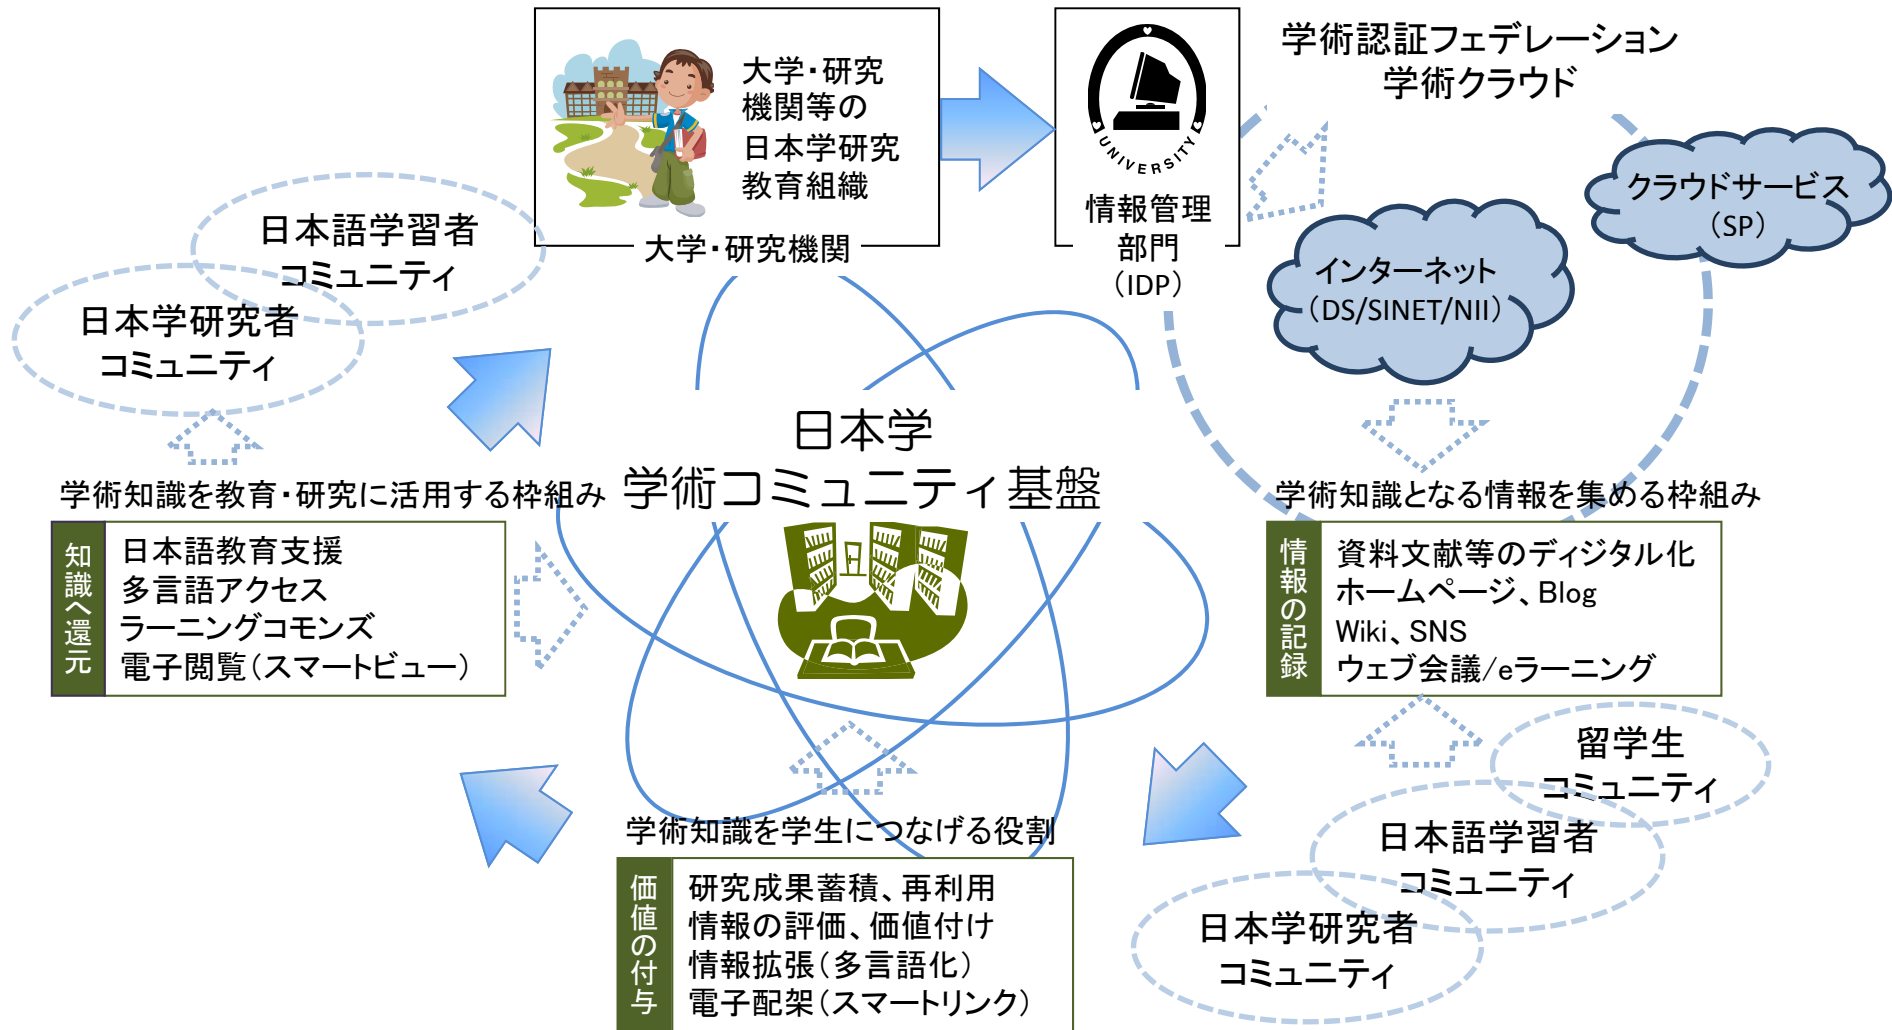 大学・研究
機関等の
日本学研究
教育組織
大学・研究機関
UNIVERSITY
情報管理
部門
（IDP）
学術認証フェデレーション
学術クラウド
クラウドサービス
（SP）
インターネット
（DS/SINET/NII）
日本語学習者
コミュニティ
日本学研究者
コミュニティ
日本学
学術コミュニティ基盤
学術知識を教育・研究に活用する枠組み
知識へ還元
日本語教育支援
多言語アクセス
ラーニングコモンズ
電子閲覧（スマートビュー）
学術知識となる情報を集める枠組み
情報の記録
資料文献等のディジタル化
ホームページ、Blog
Wiki、SNS
ウェブ会議/eラーニング
留学生
コミュニティ
日本語学習者
コミュニティ
日本学研究者
コミュニティ
学術知識を学生につなげる役割
価値の付与
研究成果蓄積、再利用
情報の評価、価値付け
情報拡張（多言語化）
電子配架（スマートリンク）